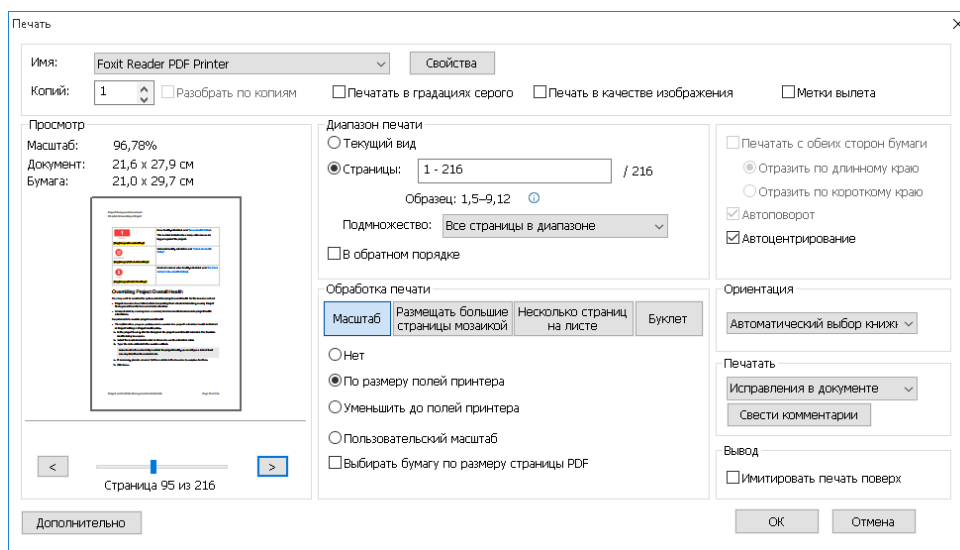 Печать
Имя:
Foxit Reader PDF Printer
Свойства
Копий:
1
Разобрать по копиям
Печатать в градациях серого
Печать в качестве изображения
Метки вылета
Просмотр
Масштаб: 96,78%
Документ: 21,6 x 27,9 см
Бумага: 21,0 x 29,7 см
Overriding Project Overall Health
<
>
Страница 95 из 216
Диапазон печати
Текущий вид
Страницы: 1 - 216 / 216
Образец: 1,5–9,12
Подмножество: Все страницы в диапазоне
В обратном порядке
Обработка печати
Масштаб
Размещать большие
страницы мозаикой
Несколько страниц
на листе
Буклет
Нет
По размеру полей принтера
Уменьшить до полей принтера
Пользовательский масштаб
Выбирать бумагу по размеру страницы PDF
Печатать с обеих сторон бумаги
Отразить по длинному краю
Отразить по короткому краю
Автоповорот
Автоцентрирование
Ориентация
Автоматический выбор книжн
Печатать
Исправления в документе
Свести комментарии
Вывод
Имитировать печать поверх
Дополнительно
ОК
Отмена